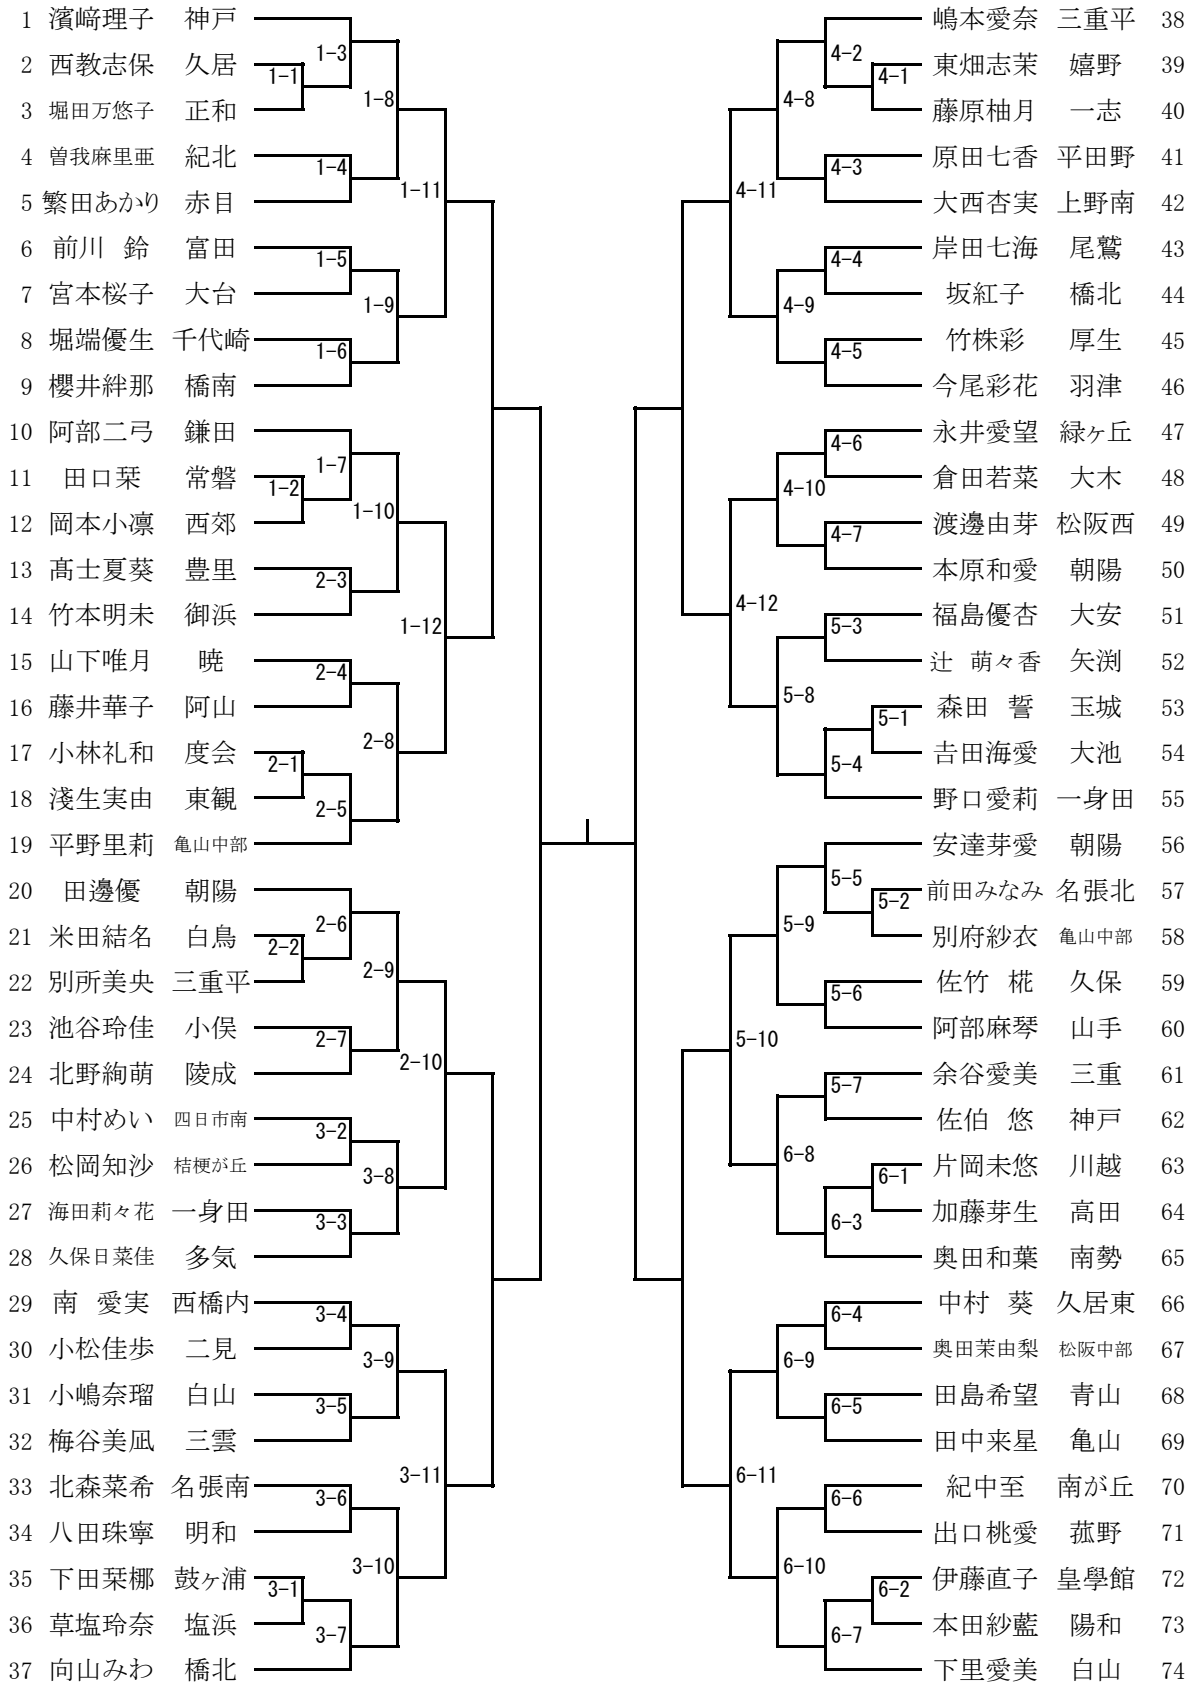 1 濱﨑理子 神戸
2 西教志保 久居
3 堀田万悠子 正和
4 曽我麻里亜 紀北
5 繁田あかり 赤目
6 前川 鈴 富田
7 宮本桜子 大台
8 堀端優生 千代崎
9 櫻井絆那 橋南
10 阿部二弓 鎌田
11 田口栞 常磐
12 岡本小凛 西郊
13 髙士夏葵 豊里
14 竹本明未 御浜
15 山下唯月 暁
16 藤井華子 阿山
17 小林礼和 度会
18 淺生実由 東観
19 平野里莉 亀山中部
20 田邊優 朝陽
21 米田結名 白鳥
22 別所美央 三重平
23 池谷玲佳 小俣
24 北野絢萌 陵成
25 中村めい 四日市南
26 松岡知沙 桔梗が丘
27 海田莉々花 一身田
28 久保日菜佳 多気
29 南 愛実 西橋内
30 小松佳歩 二見
31 小嶋奈瑠 白山
32 梅谷美凪 三雲
33 北森菜希 名張南
34 八田珠寧 明和
35 下田栞梛 鼓ヶ浦
36 草塩玲奈 塩浜
37 向山みわ 橋北
1-1
1-3
1-8
1-4
1-11
1-5
1-9
1-6
1-7
1-2
1-10
2-3
1-12
2-4
2-8
2-1
2-5
2-6
2-2
2-9
2-7
2-10
3-2
3-8
3-3
3-4
3-9
3-5
3-11
3-6
3-10
3-1
3-7
嶋本愛奈 三重平 38
東畑志茉 嬉野 39
藤原柚月 一志 40
原田七香 平田野 41
大西杏実 上野南 42
岸田七海 尾鷲 43
坂紅子 橋北 44
竹株彩 厚生 45
今尾彩花 羽津 46
永井愛望 緑ヶ丘 47
倉田若菜 大木 48
渡邊由芽 松阪西 49
本原和愛 朝陽 50
福島優杏 大安 51
辻 萌々香 矢渕 52
森田 誓 玉城 53
吉田海愛 大池 54
野口愛莉 一身田 55
安達芽愛 朝陽 56
前田みなみ 名張北 57
別府紗衣 亀山中部 58
佐竹 椛 久保 59
阿部麻琴 山手 60
余谷愛美 三重 61
佐伯 悠 神戸 62
片岡未悠 川越 63
加藤芽生 高田 64
奥田和葉 南勢 65
中村 葵 久居東 66
奥田茉由梨 松阪中部 67
田島希望 青山 68
田中来星 亀山 69
紀中至 南が丘 70
出口桃愛 菰野 71
伊藤直子 皇學館 72
本田紗藍 陽和 73
下里愛美 白山 74
4-2
4-1
4-8
4-3
4-11
4-4
4-9
4-5
4-6
4-10
4-7
4-12
5-3
5-8
5-1
5-4
5-5
5-2
5-9
5-6
5-10
5-7
6-8
6-1
6-3
6-4
6-9
6-5
6-11
6-6
6-10
6-2
6-7